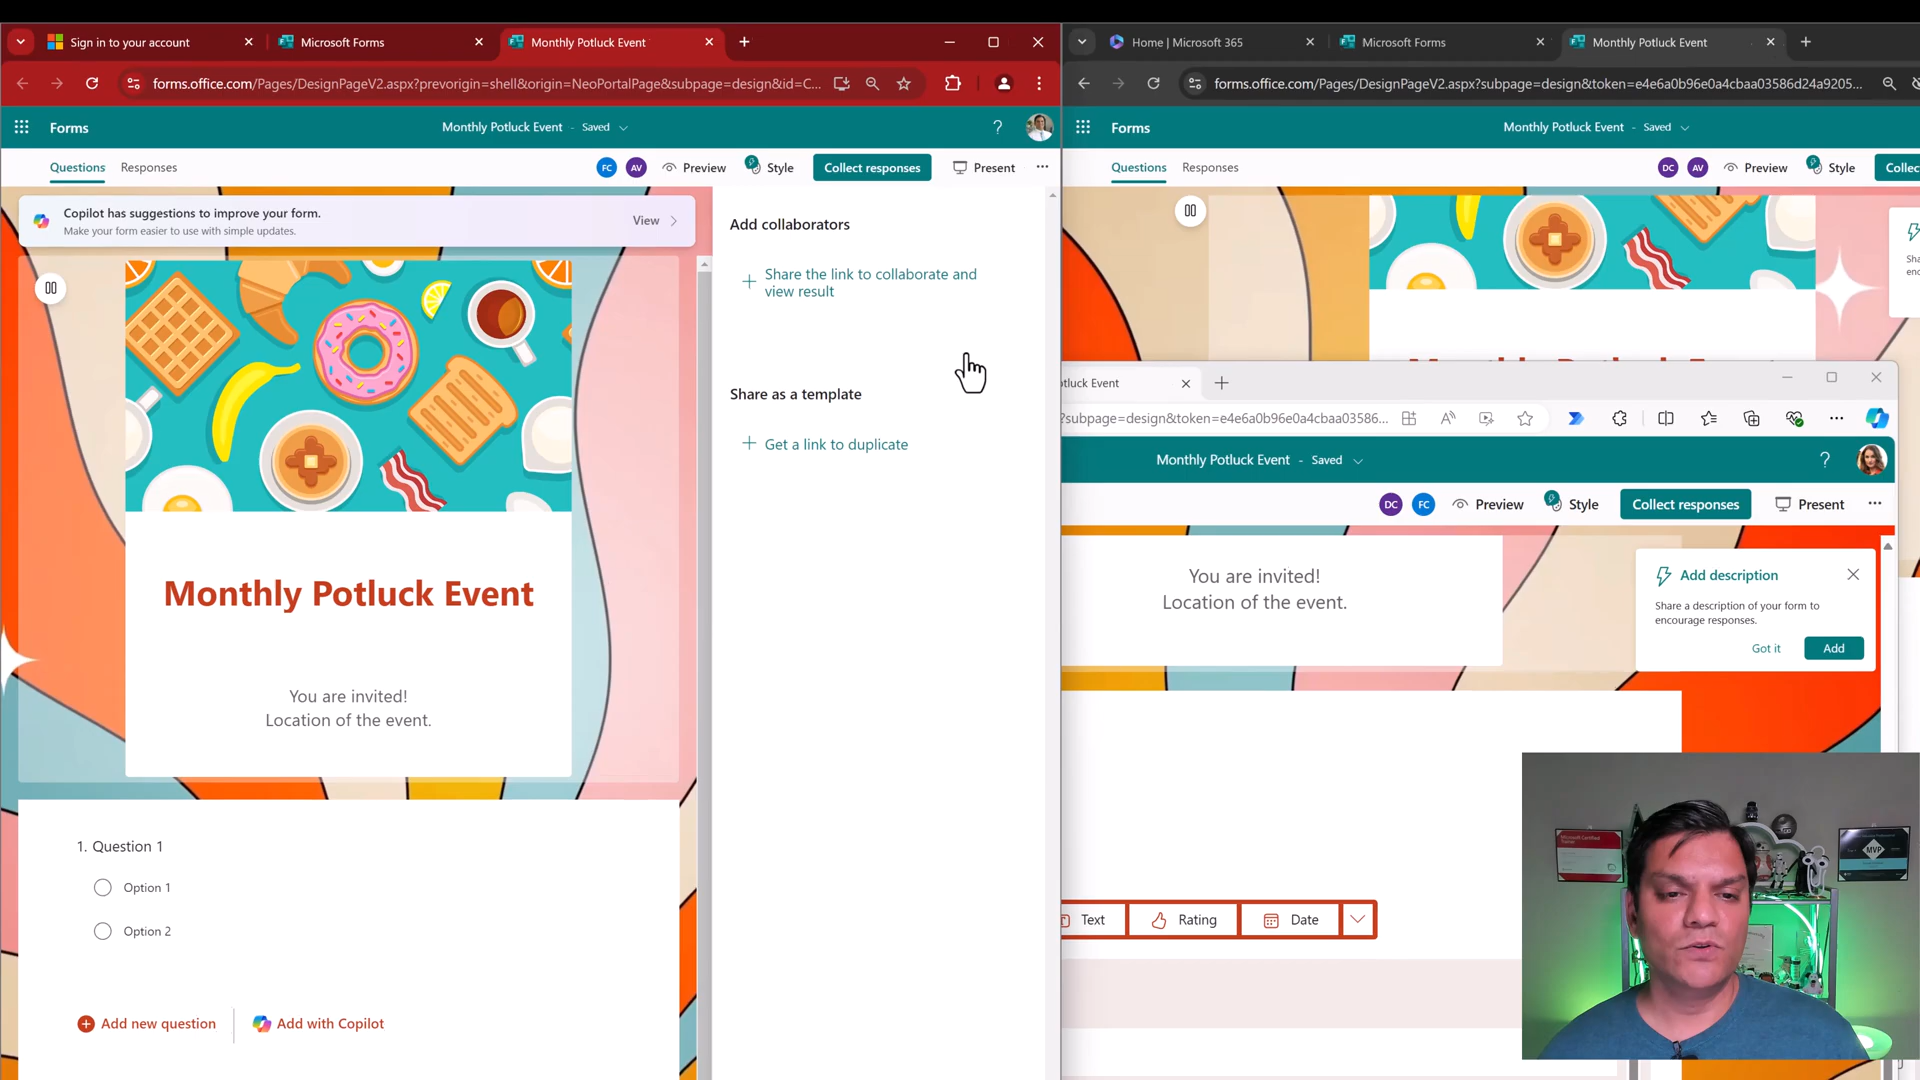 Sign in to your account
Microsoft Forms
Monthly Potluck Event
forms.office.com/Pages/DesignPageV2.aspx?prevorigin=shell&origin=NeoPortalPage&subpage=design&id=C...
Forms
Monthly Potluck Event - Saved
?
Questions
Responses
FC
AV
Preview
Style
Collect responses
Present
Copilot has suggestions to improve your form.
Make your form easier to use with simple updates.
View
Monthly Potluck Event
You are invited!
Location of the event.
1. Question 1
Option 1
Option 2
Add new question
Add with Copilot
Add collaborators
Share the link to collaborate and
view result
Share as a template
Get a link to duplicate
Home | Microsoft 365
Microsoft Forms
Monthly Potluck Event
forms.office.com/Pages/DesignPageV2.aspx?subpage=design&token=e4e6a0b96e0a4cbaa03586d24a9205...
Forms
Monthly Potluck Event - Saved
Questions
Responses
DC
AV
Preview
Style
Collec
Sha
enc
tluck Event
?subpage=design&token=e4e6a0b96e0a4cbaa03586...
Monthly Potluck Event - Saved
?
DC
FC
Preview
Style
Collect responses
Present
You are invited!
Location of the event.
Add description
Share a description of your form to
encourage responses.
Got it
Add
Text
Rating
Date
MVP